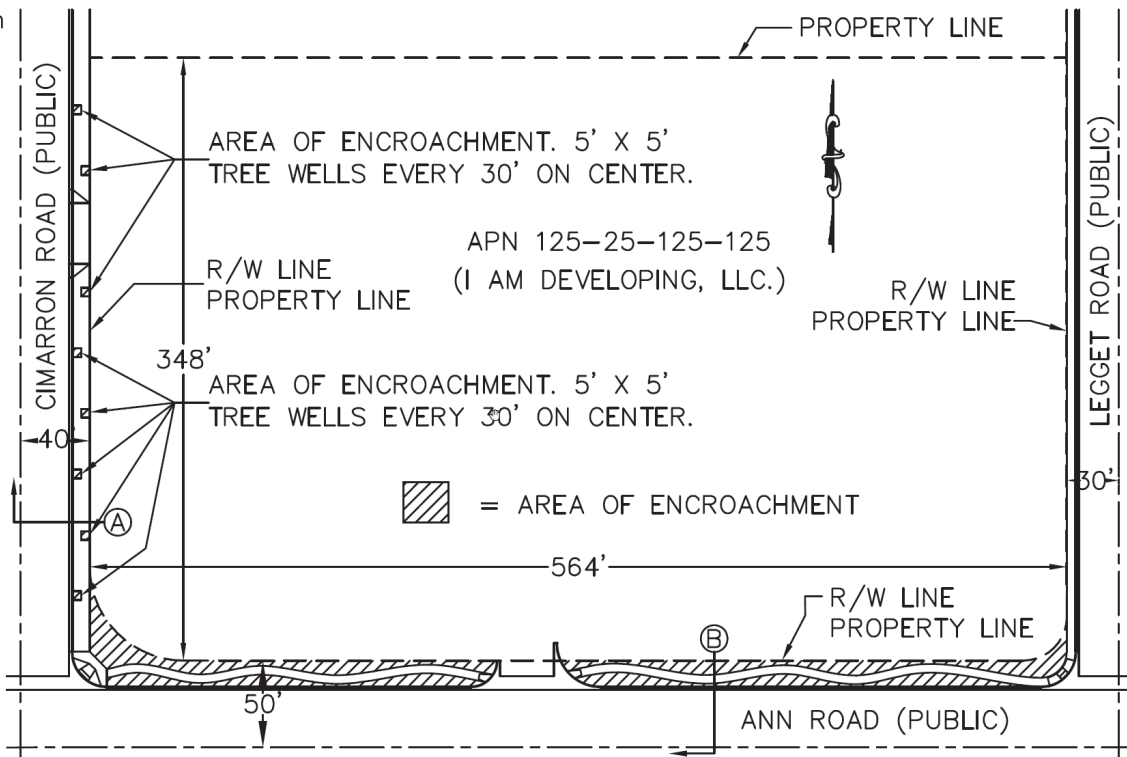 PROPERTY LINE
CIMARRON ROAD (PUBLIC)
AREA OF ENCROACHMENT. 5' X 5'
TREE WELLS EVERY 30' ON CENTER.
LEGGET ROAD (PUBLIC)
APN 125-25-125-125
(I AM DEVELOPING, LLC.)
R/W LINE
PROPERTY LINE
R/W LINE
PROPERTY LINE
348'
AREA OF ENCROACHMENT. 5' X 5'
TREE WELLS EVERY 30' ON CENTER.
40'
30'
= AREA OF ENCROACHMENT
A
564'
R/W LINE
PROPERTY LINE
B
50'
ANN ROAD (PUBLIC)